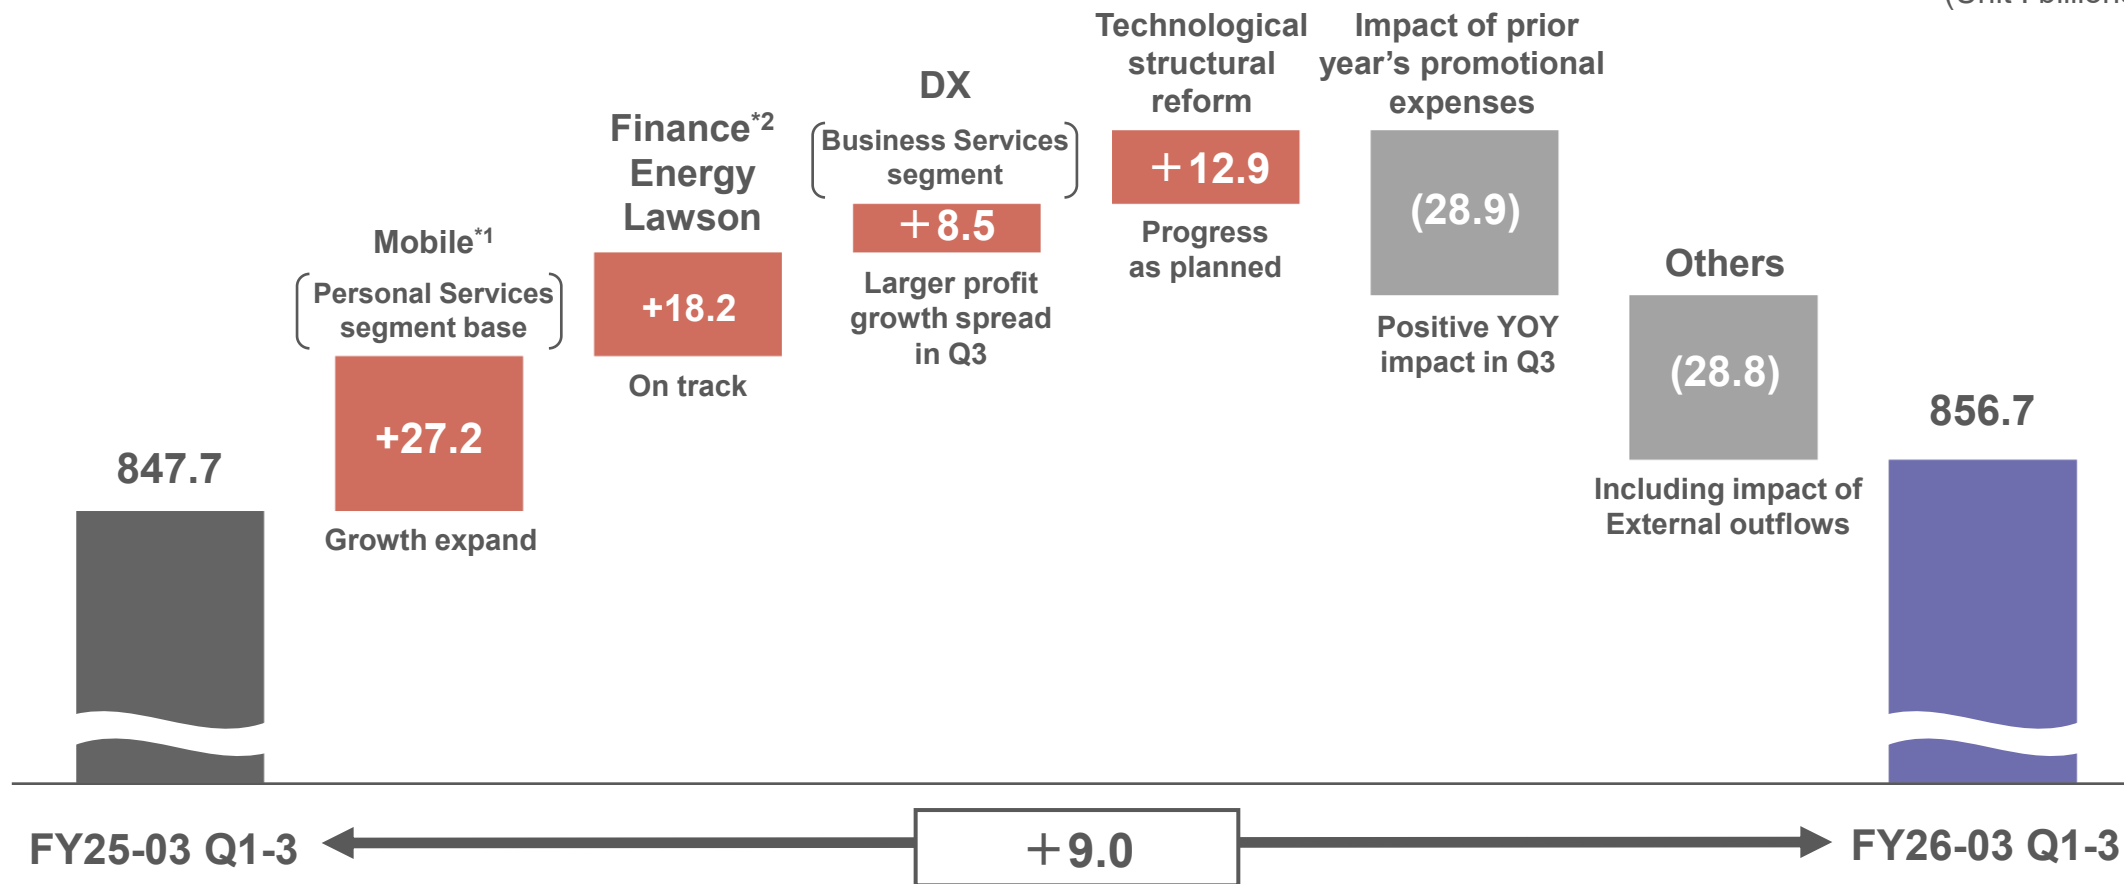 Technological
structural
reform
Impact of prior
year’s promotional
expenses
DX
Business Services
segment
Finance*2
Energy
Lawson
Mobile*1
Personal Services
segment base
847.7
+27.2
Growth expand
+18.2
On track
+8.5
Larger profit
growth spread
in Q3
+12.9
Progress
as planned
(28.9)
Positive YOY
impact in Q3
Others
(28.8)
Including impact of
External outflows
856.7
FY25-03 Q1-3
+9.0
FY26-03 Q1-3